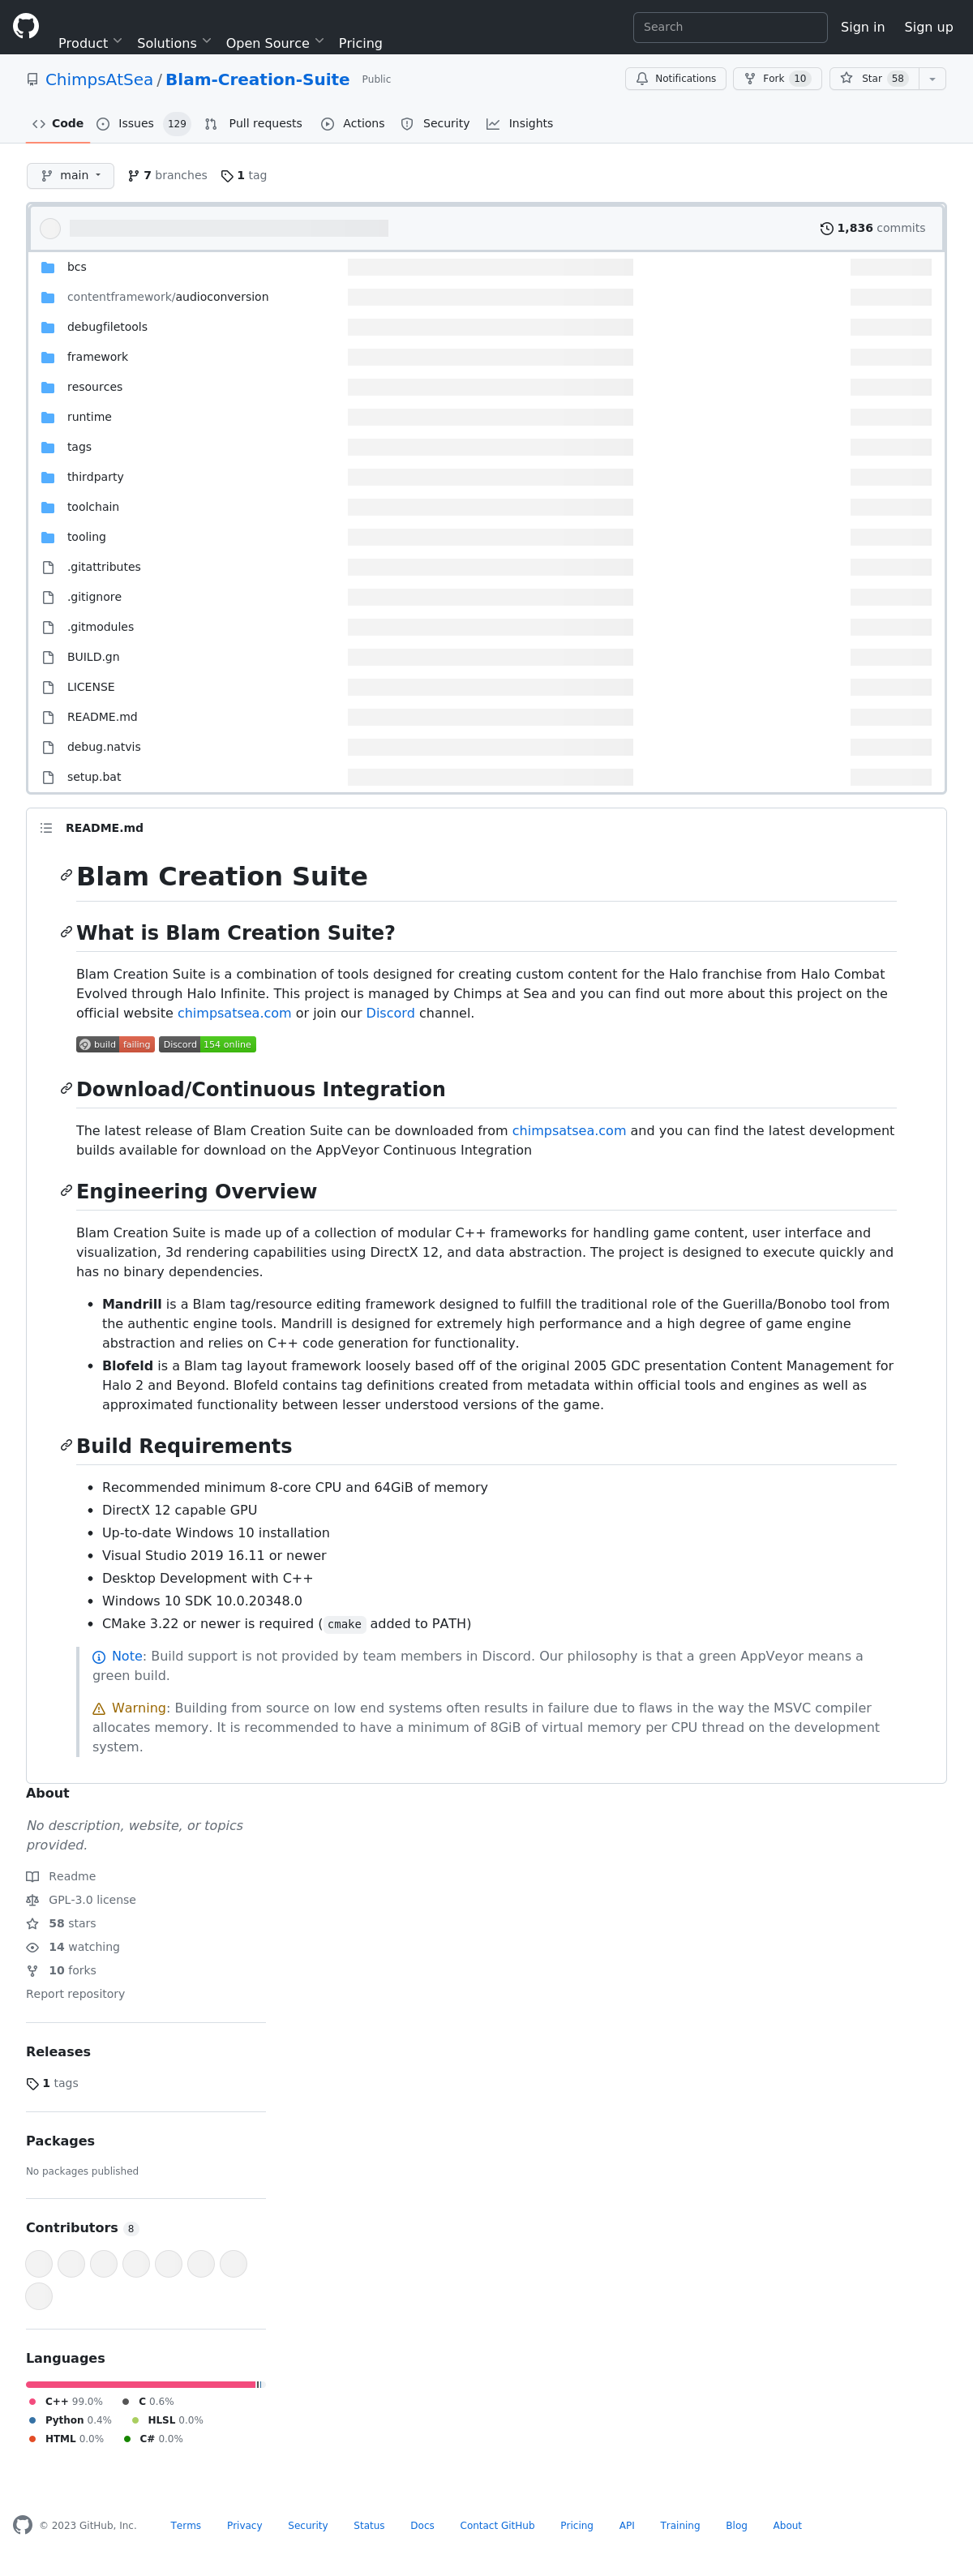 Product
Solutions
Open Source
Pricing
Search
Sign in
Sign up
ChimpsAtSea / Blam-Creation-Suite Public
Notifications
Fork 10
Star 58
Code
Issues 129
Pull requests
Actions
Security
Insights
main
7 branches
1 tag
1,836 commits
bcs
contentframework/audioconversion
debugfiletools
framework
resources
runtime
tags
thirdparty
toolchain
tooling
.gitattributes
.gitignore
.gitmodules
BUILD.gn
LICENSE
README.md
debug.natvis
setup.bat
README.md
Blam Creation Suite
What is Blam Creation Suite?
Blam Creation Suite is a combination of tools designed for creating custom content for the Halo franchise from Halo Combat
Evolved through Halo Infinite. This project is managed by Chimps at Sea and you can find out more about this project on the
official website chimpsatsea.com or join our Discord channel.
build failing Discord 154 online
Download/Continuous Integration
The latest release of Blam Creation Suite can be downloaded from chimpsatsea.com and you can find the latest development
builds available for download on the AppVeyor Continuous Integration
Engineering Overview
Blam Creation Suite is made up of a collection of modular C++ frameworks for handling game content, user interface and
visualization, 3d rendering capabilities using DirectX 12, and data abstraction. The project is designed to execute quickly and
has no binary dependencies.
• Mandrill is a Blam tag/resource editing framework designed to fulfill the traditional role of the Guerilla/Bonobo tool from
the authentic engine tools. Mandrill is designed for extremely high performance and a high degree of game engine
abstraction and relies on C++ code generation for functionality.
• Blofeld is a Blam tag layout framework loosely based off of the original 2005 GDC presentation Content Management for
Halo 2 and Beyond. Blofeld contains tag definitions created from metadata within official tools and engines as well as
approximated functionality between lesser understood versions of the game.
Build Requirements
• Recommended minimum 8-core CPU and 64GiB of memory
• DirectX 12 capable GPU
• Up-to-date Windows 10 installation
• Visual Studio 2019 16.11 or newer
• Desktop Development with C++
• Windows 10 SDK 10.0.20348.0
• CMake 3.22 or newer is required (cmake added to PATH)
Note: Build support is not provided by team members in Discord. Our philosophy is that a green AppVeyor means a
green build.
Warning: Building from source on low end systems often results in failure due to flaws in the way the MSVC compiler
allocates memory. It is recommended to have a minimum of 8GiB of virtual memory per CPU thread on the development
system.
About
No description, website, or topics
provided.
Readme
GPL-3.0 license
58 stars
14 watching
10 forks
Report repository
Releases
1 tags
Packages
No packages published
Contributors 8
Languages
C++ 99.0% C 0.6%
Python 0.4% HLSL 0.0%
HTML 0.0% C# 0.0%
© 2023 GitHub, Inc.
Terms
Privacy
Security
Status
Docs
Contact GitHub
Pricing
API
Training
Blog
About